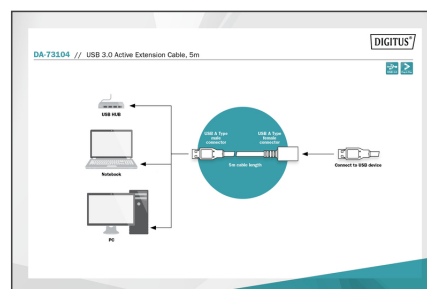 DIGITUS®
DA-73104 // USB 3.0 Active Extension Cable, 5m
USB HUB
USB A Type
male
connector
USB A Type
female
connector
5m cable length
Connect to USB device
Notebook
PC